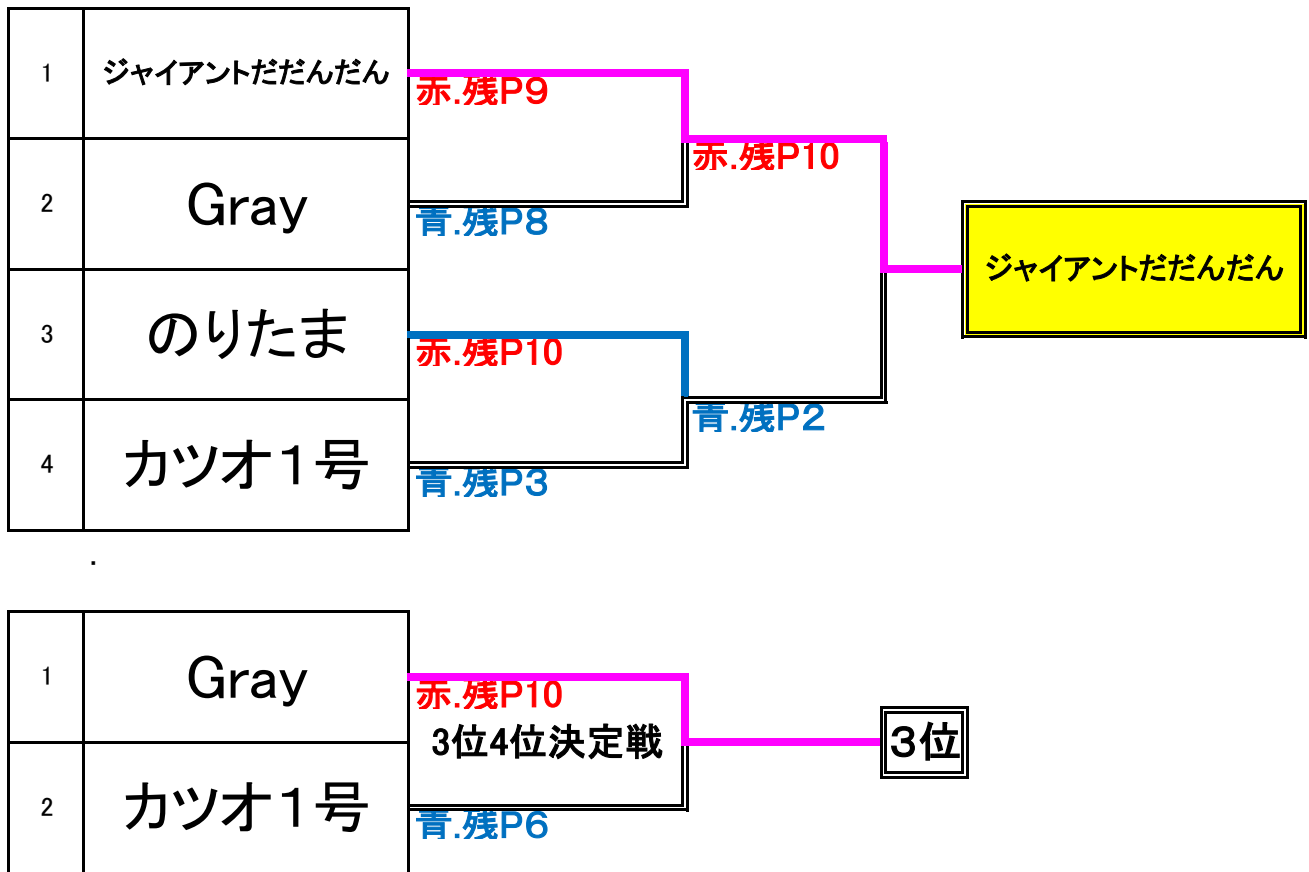 1 ジャイアントだだんだん
赤.残P9
赤.残P10
2 Gray
青.残P8
ジャイアントだだんだん
3 のりたま
赤.残P10
青.残P2
4 カツオ１号
青.残P3
.
1 Gray
赤.残P10
3位4位決定戦
３位
2 カツオ１号
青.残P6